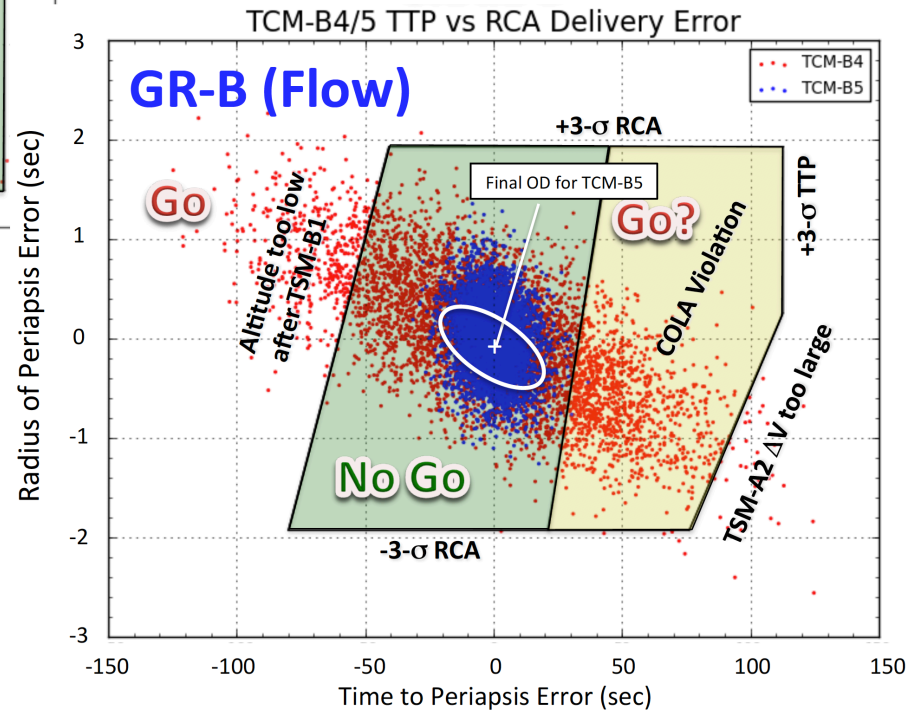 TCM-B4/5 TTP vs RCA Delivery Error
GR-B (Flow)
TCM-B4
TCM-B5
+3-σ RCA
Final OD for TCM-B5
Go
Go?
+3-σ TTP
Altitude too low
after TSM-B1
COLA Violation
No Go
TSM-A2 ΔV too large
-3-σ RCA
Radius of Periapsis Error (sec)
3
2
1
0
-1
-2
-3
-150
-100
-50
0
50
100
150
Time to Periapsis Error (sec)